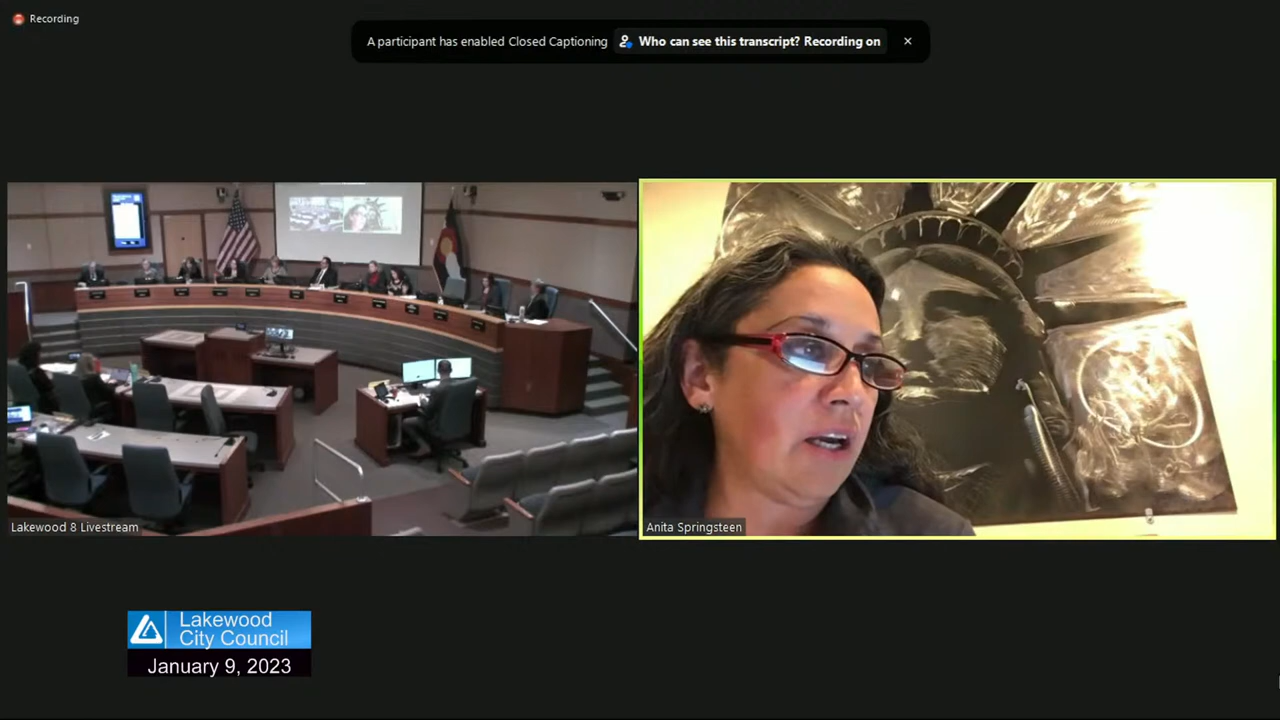 Recording
A participant has enabled Closed Captioning
Who can see this transcript? Recording on
Lakewood 8 Livestream
Anita Springsteen
Lakewood
City Council
January 9, 2023